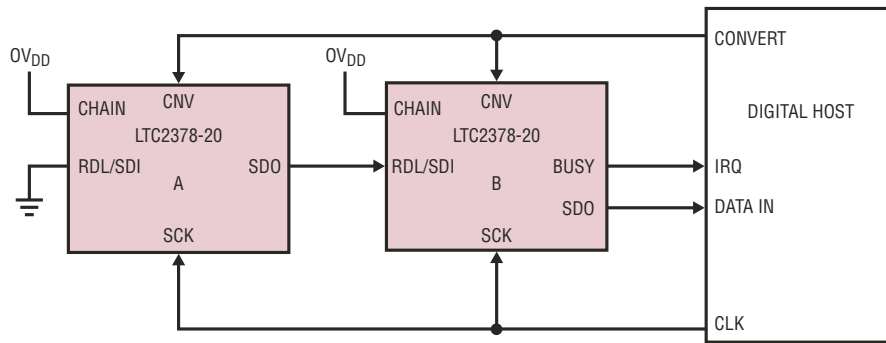 CONVERT
OVDD
OVDD
CHAIN
CNV
CHAIN
CNV
DIGITAL HOST
LTC2378-20
LTC2378-20
RDL/SDI
SDO
RDL/SDI
BUSY
IRQ
A
B
SDO
DATA IN
SCK
SCK
CLK